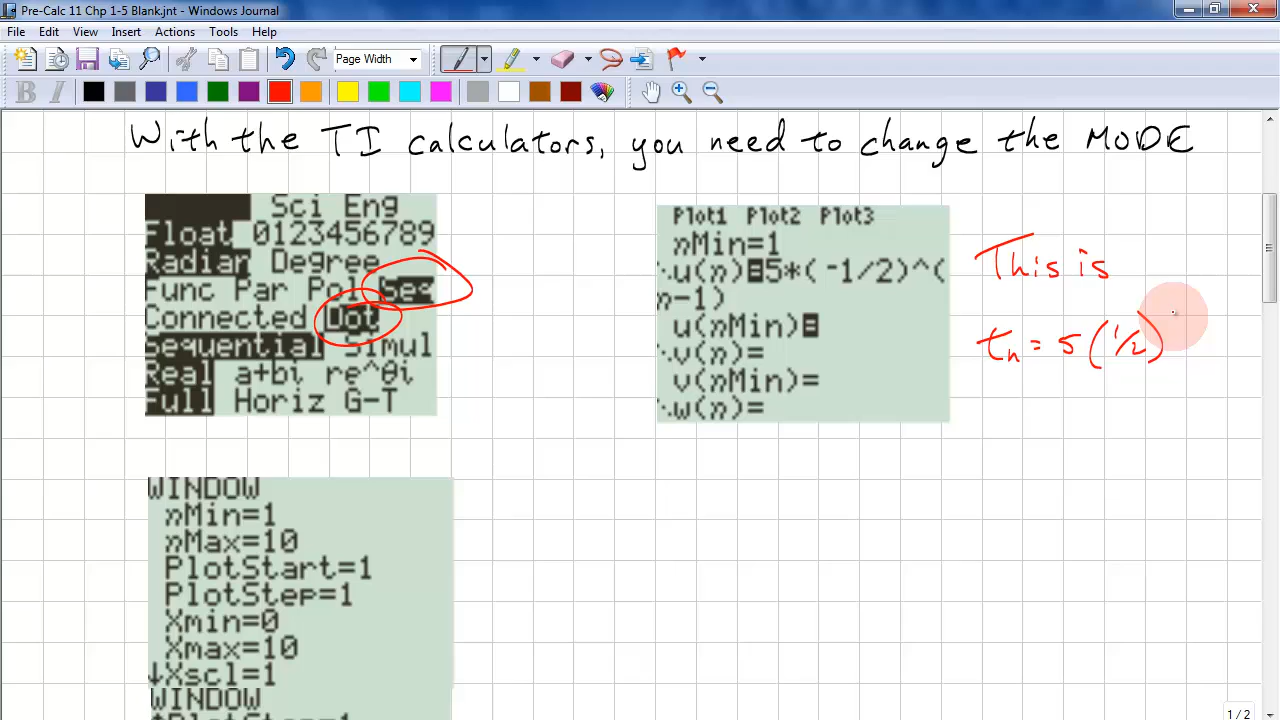 Pre-Calc 11 Chp 1-5 Blank.jnt - Windows Journal
File Edit View Insert Actions Tools Help
Page Width
B I
With the TI calculators, you need to change the MODE
Sci Eng
Float 0123456789
Radian Degree
Func Par Pol Seq
Connected Dot
Sequential Simul
Real a+bi re^θi
Full Horiz G-T
Plot1 Plot2 Plot3
nMin=1
u(n)=5*(-1/2)^(
n-1)
u(nMin)=
v(n)=
v(nMin)=
w(n)=
This is
tn = 5(1/2)
WINDOW
nMin=1
nMax=10
PlotStart=1
PlotStep=1
Xmin=0
Xmax=10
↓Xscl=1
WINDOW
1/2